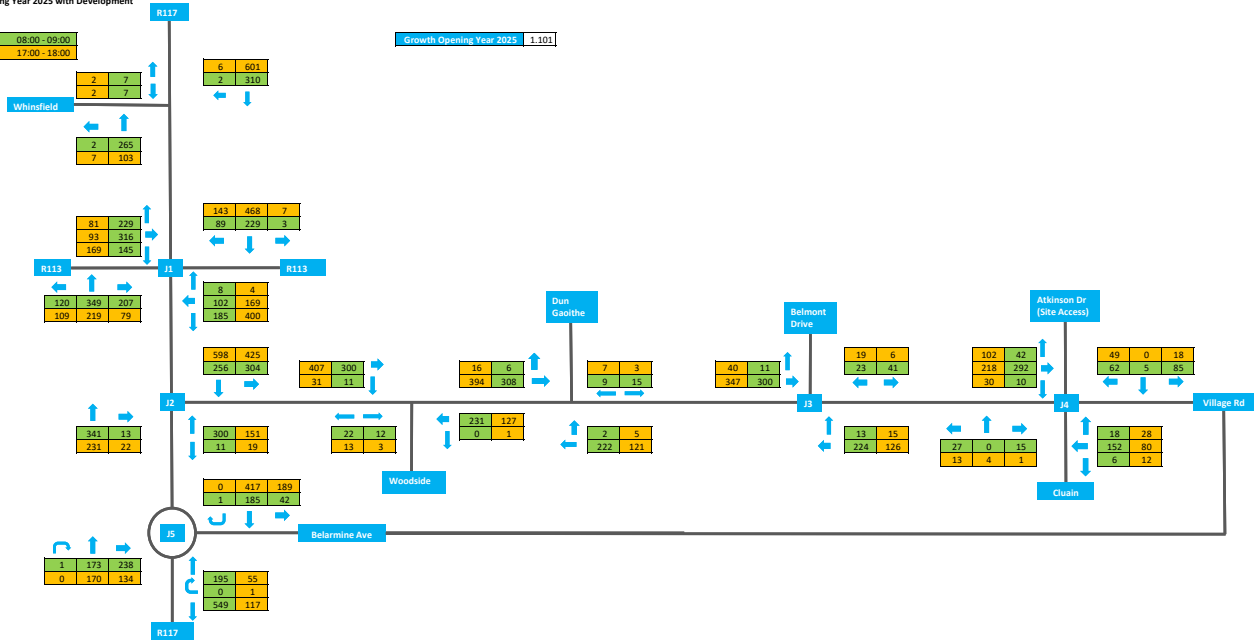 ng Year 2025 with Development
R117
08:00 - 09:00
17:00 - 18:00
Growth Opening Year 2025 1.101
6 601
2 310
2 7
2 7
Whinsfield
2 265
7 103
143 468 7
89 229 3
81 229
93 316
169 145
R113
J1
R113
120 349 207
109 219 79
8 4
102 169
185 400
Dun
Gaoithe
Belmont
Drive
Atkinson Dr
(Site Access)
598 425
256 304
407 300
31 11
16 6
394 308
7 3
9 15
40 11
347 300
19 6
23 41
102 42
218 292
30 10
49 0 18
62 5 85
J2
J3
J4
Village Rd
341 13
231 22
300 151
11 19
22 12
13 3
231 127
0 1
2 5
222 121
13 15
224 126
27 0 15
13 4 1
18 28
152 80
6 12
Woodside
Cluain
0 417 189
1 185 42
J5
Belarmine Ave
1 173 238
0 170 134
195 55
0 1
549 117
R117